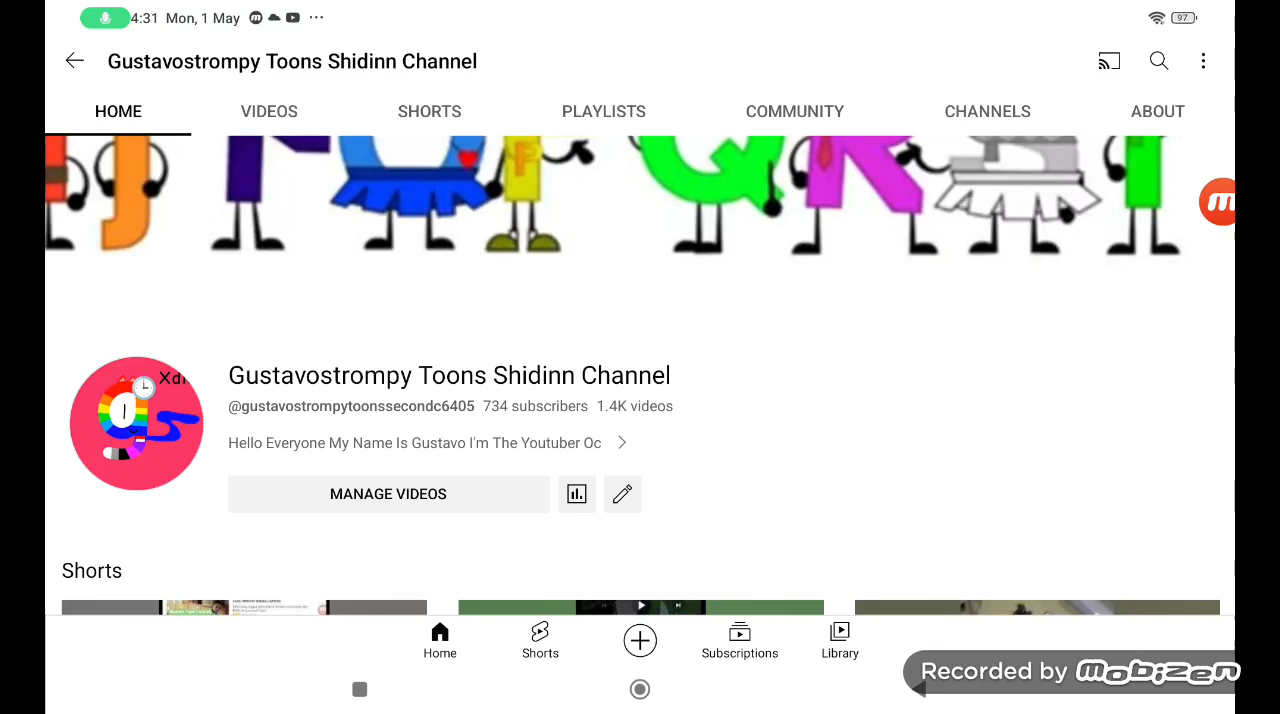 4:31 Mon, 1 May
97
Gustavostrompy Toons Shidinn Channel
HOME VIDEOS SHORTS PLAYLISTS COMMUNITY CHANNELS ABOUT
Gustavostrompy Toons Shidinn Channel
@gustavostrompytoonssecondc6405 734 subscribers 1.4K videos
Hello Everyone My Name Is Gustavo I'm The Youtuber Oc
MANAGE VIDEOS
Shorts
Home Shorts Subscriptions Library
Recorded by Mobizen